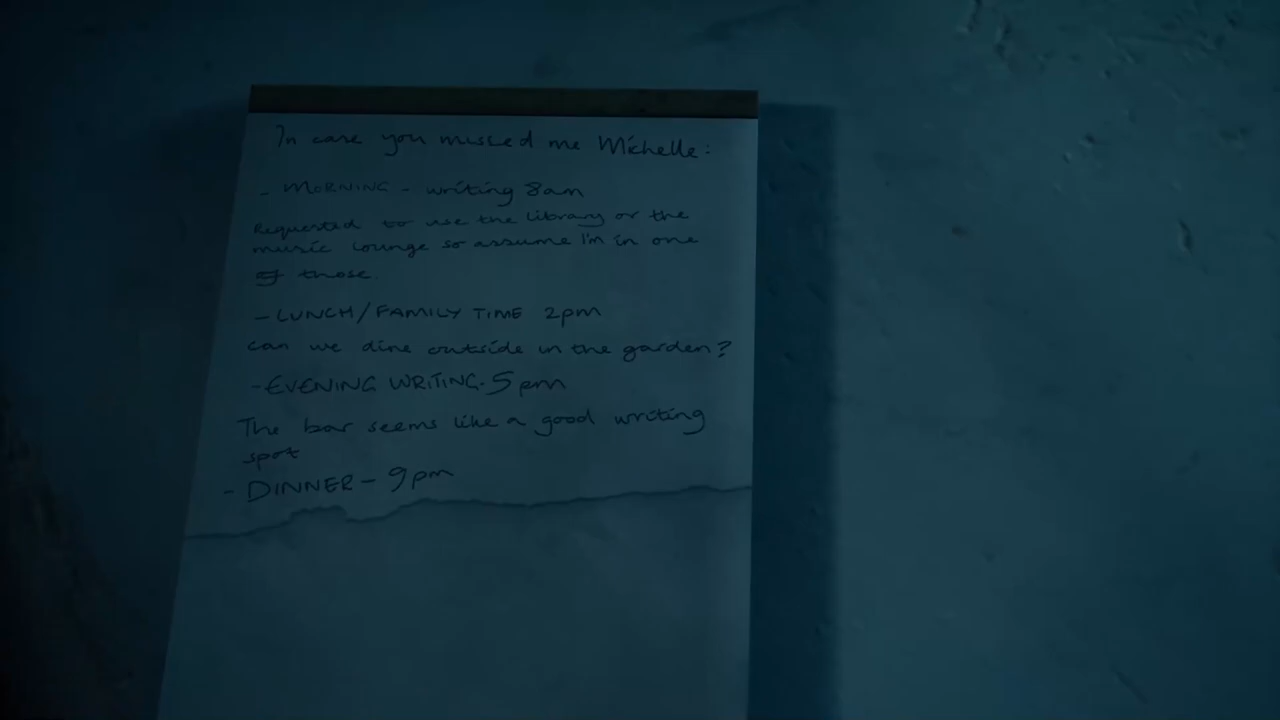 In case you missed me Michelle:
- MORNING - writing 8am
Requested to use the library or the
music lounge so assume I'm in one
of those.
- LUNCH/FAMILY TIME 2pm
can we dine outside in the garden?
- EVENING WRITING - 5pm
The bar seems like a good writing
spot
- DINNER - 9pm